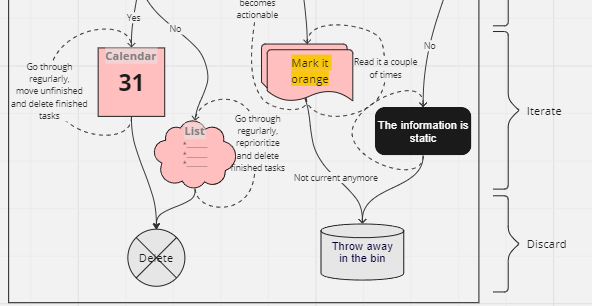 becomes
actionable
Yes
No
No
Calendar
31
Go through
regurlarly,
move unfinished
and delete finished
tasks
List
Go through
regurlarly,
reprioritize
and delete
finished tasks
Mark it
orange
Read it a couple
of times
The information is
static
Iterate
Not current anymore
Delete
Throw away
in the bin
Discard